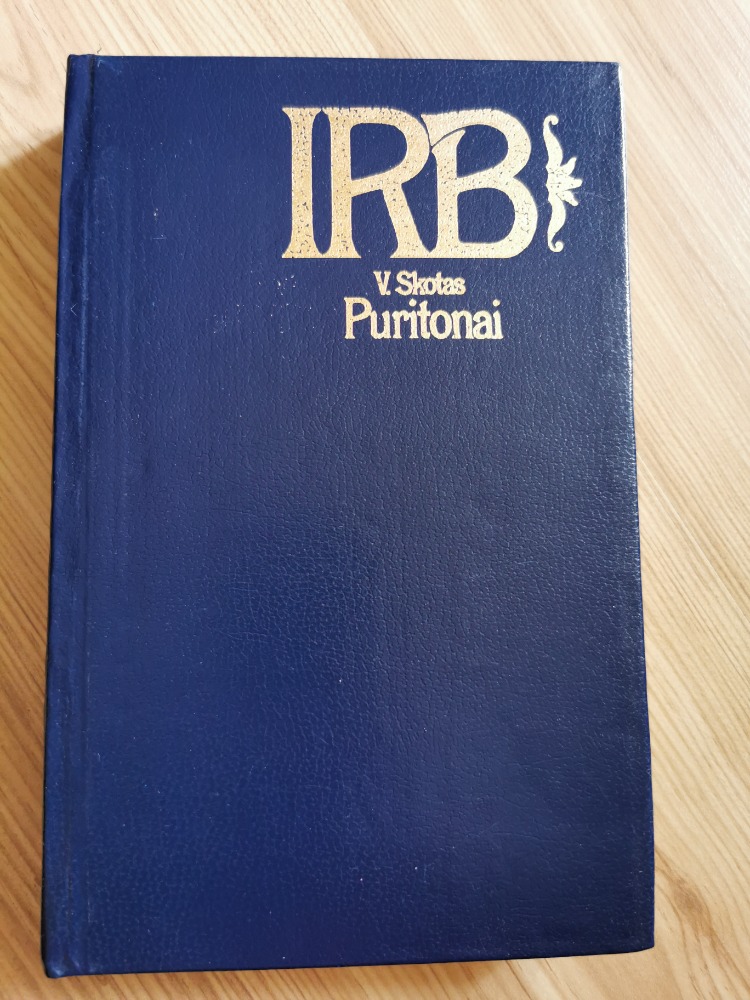 IRB
V. Skotas
Puritonai